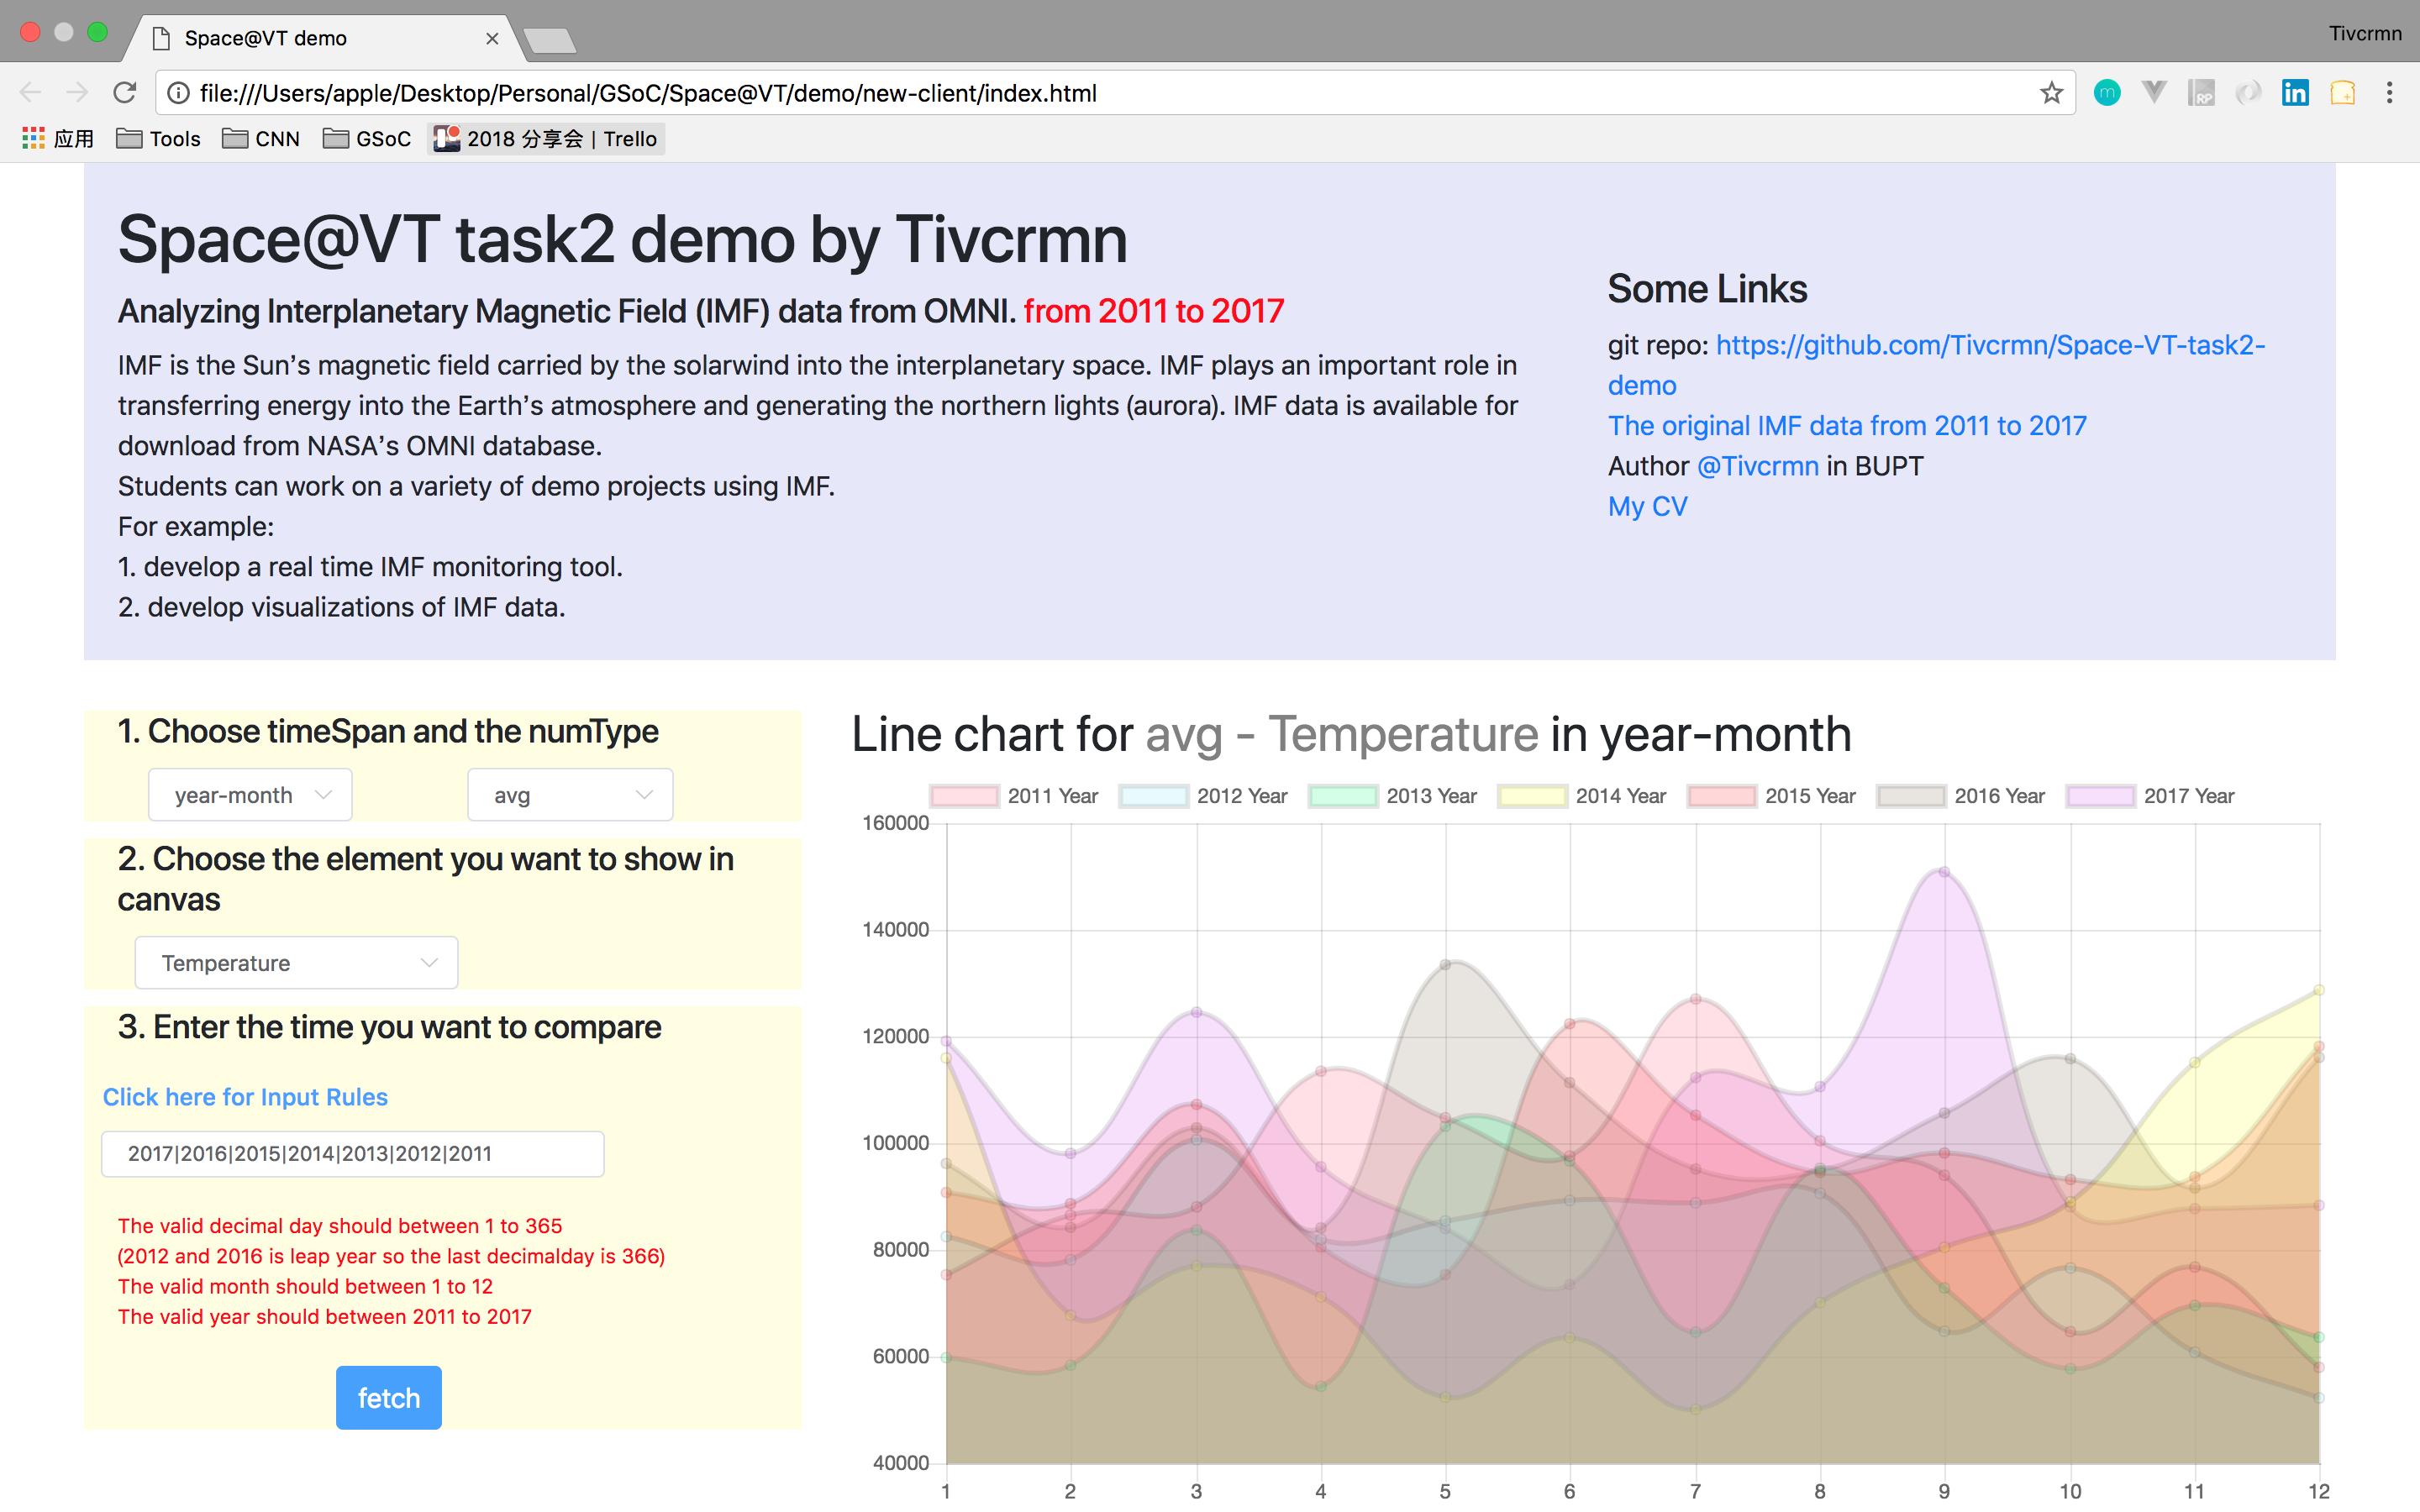 Space@VT demo
Tivcrmn
file:///Users/apple/Desktop/Personal/GSoC/Space@VT/demo/new-client/index.html
m
RP
in
应用 Tools CNN GSoC 2018 分享会 | Trello
Space@VT task2 demo by Tivcrmn
Analyzing Interplanetary Magnetic Field (IMF) data from OMNI. from 2011 to 2017
IMF is the Sun's magnetic field carried by the solarwind into the interplanetary space. IMF plays an important role in
transferring energy into the Earth's atmosphere and generating the northern lights (aurora). IMF data is available for
download from NASA's OMNI database.
Students can work on a variety of demo projects using IMF.
For example:
1. develop a real time IMF monitoring tool.
2. develop visualizations of IMF data.
Some Links
git repo: https://github.com/Tivcrmn/Space-VT-task2-
demo
The original IMF data from 2011 to 2017
Author @Tivcrmn in BUPT
My CV
1. Choose timeSpan and the numType
year-month avg
2. Choose the element you want to show in
canvas
Temperature
3. Enter the time you want to compare
Click here for Input Rules
2017|2016|2015|2014|2013|2012|2011
The valid decimal day should between 1 to 365
(2012 and 2016 is leap year so the last decimalday is 366)
The valid month should between 1 to 12
The valid year should between 2011 to 2017
fetch
Line chart for avg - Temperature in year-month
2011 Year 2012 Year 2013 Year 2014 Year 2015 Year 2016 Year 2017 Year
160000
140000
120000
100000
80000
60000
40000
1 2 3 4 5 6 7 8 9 10 11 12